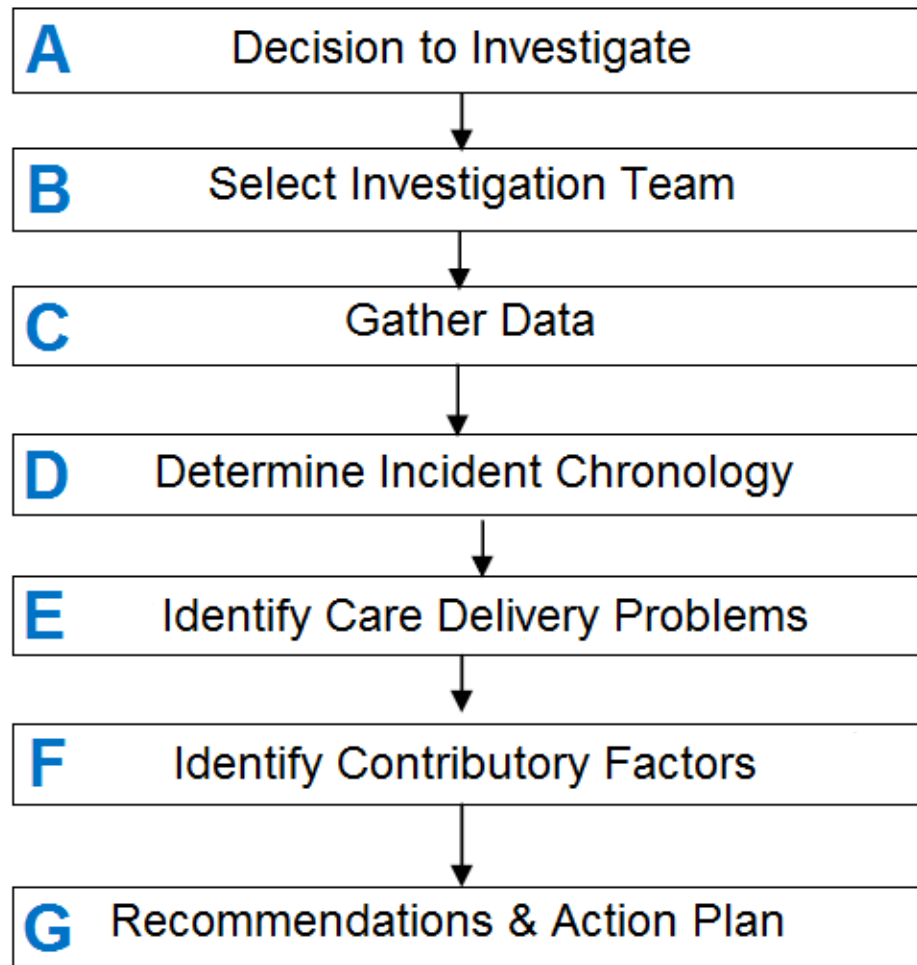 A Decision to Investigate
B Select Investigation Team
C Gather Data
D Determine Incident Chronology
E Identify Care Delivery Problems
F Identify Contributory Factors
G Recommendations & Action Plan